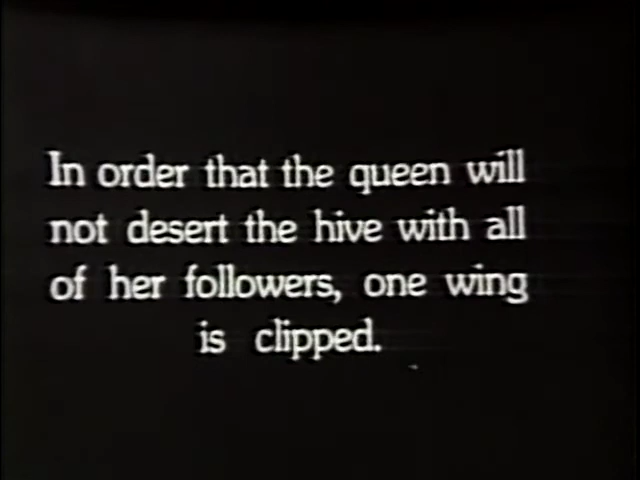 In order that the queen will
not desert the hive with all
of her followers, one wing
is clipped.